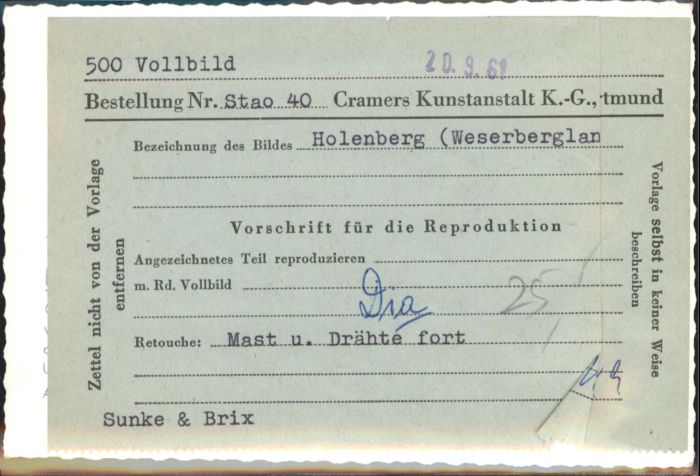 500 Vollbild
20.9.61
Bestellung Nr. Stao 40 Cramers Kunstanstalt K.-G., tmund
Bezeichnung des Bildes Holenberg (Weserberglan
Vorschrift für die Reproduktion
Angezeichnetes Teil reproduzieren
m. Rd. Vollbild
Dia
25
Retouche: Mast u. Drähte fort
Sunke & Brix
Zettel nicht von der Vorlage
entfernen
Vorlage selbst in keiner Weise
beschreiben